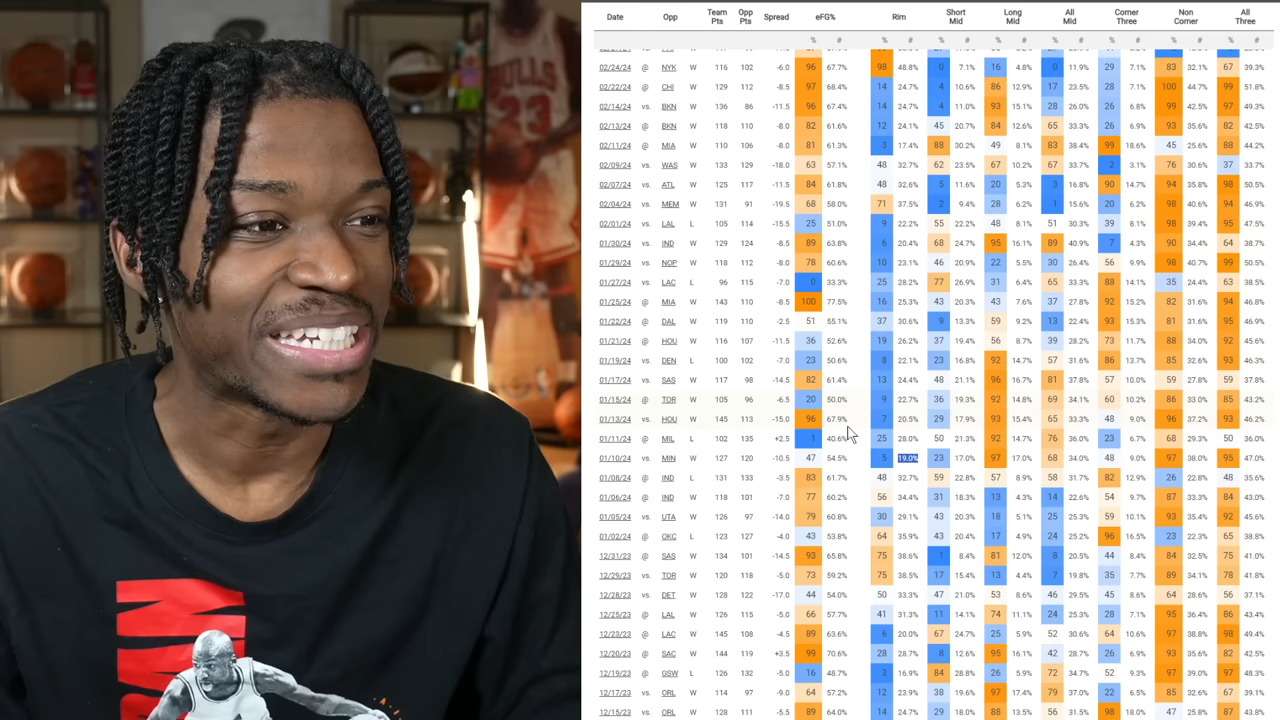 Date Opp Team Pts Opp Pts Spread eFG% Rim Short Mid Long Mid All Mid Corner Three Non Corner All Three
% # % # % # % # % # % # % # % #
02/24/24 @ NYK W 116 102 -6.0 96 67.7% 98 48.8% 0 7.1% 16 4.8% 0 11.9% 29 7.1% 83 32.1% 67 39.3%
02/22/24 @ CHI W 129 112 -8.5 97 68.4% 14 24.7% 4 10.6% 86 12.9% 17 23.5% 28 7.1% 100 44.7% 99 51.8%
02/14/24 vs. BKN W 136 86 -11.5 96 67.4% 14 24.7% 4 11.0% 93 15.1% 28 26.0% 26 6.8% 99 42.5% 97 49.3%
02/13/24 @ BKN W 118 110 -8.0 82 61.6% 12 24.1% 45 20.7% 84 12.6% 65 33.3% 26 6.9% 93 35.6% 82 42.5%
02/11/24 @ MIA W 110 106 -8.0 81 61.3% 3 17.4% 88 30.2% 49 8.1% 83 38.4% 99 18.6% 45 25.6% 88 44.2%
02/09/24 vs. WAS W 133 129 -18.0 63 57.1% 48 32.7% 62 23.5% 67 10.2% 67 33.7% 2 3.1% 76 30.6% 37 33.7%
02/07/24 vs. ATL W 125 117 -11.5 84 61.8% 48 32.6% 5 11.6% 20 5.3% 3 16.8% 90 14.7% 94 35.8% 98 50.5%
02/04/24 vs. MEM W 131 91 -19.5 68 58.0% 71 37.5% 2 9.4% 28 6.2% 1 15.6% 20 6.2% 98 40.6% 94 46.9%
02/01/24 vs. LAL L 105 114 -15.5 25 51.0% 9 22.2% 55 22.2% 48 8.1% 51 30.3% 39 8.1% 98 39.4% 95 47.5%
01/30/24 vs. IND W 129 124 -8.5 89 63.8% 6 20.4% 68 24.7% 95 16.1% 89 40.9% 7 4.3% 90 34.4% 64 38.7%
01/29/24 vs. NOP W 118 112 -8.0 78 60.6% 10 23.1% 46 20.9% 22 5.5% 30 26.4% 56 9.9% 98 40.7% 99 50.5%
01/27/24 vs. LAC L 96 115 -7.0 0 33.3% 25 28.2% 77 26.9% 31 6.4% 65 33.3% 88 14.1% 35 24.4% 63 38.5%
01/25/24 @ MIA W 143 110 -8.5 100 77.5% 16 25.3% 43 20.3% 43 7.6% 37 27.8% 92 15.2% 82 31.6% 94 46.8%
01/22/24 @ DAL W 119 110 -2.5 51 55.1% 37 30.6% 9 13.3% 59 9.2% 13 22.4% 93 15.3% 81 31.6% 95 46.9%
01/21/24 @ HOU W 116 107 -11.5 36 52.6% 19 26.2% 37 19.4% 56 8.7% 39 28.2% 73 11.7% 88 34.0% 92 45.6%
01/19/24 vs. DEN L 100 102 -7.0 23 50.6% 8 22.1% 23 16.8% 92 14.7% 57 31.6% 86 13.7% 85 32.6% 93 46.3%
01/17/24 vs. SAS W 117 98 -14.5 82 61.4% 13 24.4% 48 21.1% 96 16.7% 81 37.8% 57 10.0% 59 27.8% 59 37.8%
01/15/24 @ TOR W 105 96 -6.5 20 50.0% 9 22.7% 36 19.3% 92 14.8% 69 34.1% 60 10.2% 86 33.0% 85 43.2%
01/13/24 vs. HOU W 145 113 -15.0 96 67.9% 7 20.5% 29 17.9% 93 15.4% 65 33.3% 48 9.0% 96 37.2% 93 46.2%
01/11/24 @ MIL L 102 135 +2.5 1 40.6% 25 28.0% 50 21.3% 92 14.7% 76 36.0% 23 6.7% 68 29.3% 50 36.0%
01/10/24 vs. MIN W 127 120 -10.5 47 54.5% 5 19.0% 23 17.0% 97 17.0% 68 34.0% 48 9.0% 97 38.0% 95 47.0%
01/08/24 @ IND L 131 133 -3.5 83 61.7% 48 32.7% 59 22.8% 57 8.9% 58 31.7% 82 12.9% 26 22.8% 48 35.6%
01/06/24 @ IND W 118 101 -7.0 77 60.2% 56 34.4% 31 18.3% 13 4.3% 14 22.6% 54 9.7% 87 33.3% 84 43.0%
01/05/24 vs. UTA W 126 97 -14.0 79 60.8% 30 29.1% 43 20.3% 18 5.1% 25 25.3% 59 10.1% 93 35.4% 92 45.6%
01/02/24 @ OKC L 123 127 -4.0 43 53.8% 64 35.9% 43 20.4% 17 4.9% 24 25.2% 96 16.5% 23 22.3% 65 38.8%
12/31/23 @ SAS W 134 101 -14.5 93 65.8% 75 38.6% 1 8.4% 81 12.0% 8 20.5% 44 8.4% 84 32.5% 75 41.0%
12/29/23 vs. TOR W 120 118 -5.0 73 59.2% 75 38.5% 17 15.4% 13 4.4% 7 19.8% 35 7.7% 89 34.1% 78 41.8%
12/28/23 vs. DET W 128 122 -17.0 44 54.0% 50 33.3% 47 21.0% 53 8.6% 46 29.5% 45 8.6% 64 28.6% 56 37.1%
12/25/23 @ LAL W 126 115 -5.0 66 57.7% 41 31.3% 11 14.1% 74 11.1% 24 25.3% 28 7.1% 95 36.4% 86 43.4%
12/23/23 @ LAC W 145 108 -4.5 89 63.6% 6 20.0% 67 24.7% 25 5.9% 52 30.6% 64 10.6% 97 38.8% 98 49.4%
12/20/23 @ SAC W 144 119 +3.5 99 70.6% 28 28.7% 8 12.6% 95 16.1% 42 28.7% 26 6.9% 93 35.6% 82 42.5%
12/19/23 @ GSW L 126 132 -5.0 16 48.7% 3 16.9% 84 28.8% 26 5.9% 72 34.7% 52 9.3% 97 39.0% 97 48.3%
12/17/23 vs. ORL W 114 97 -9.0 64 57.2% 12 23.9% 38 19.6% 97 17.4% 79 37.0% 22 6.5% 85 32.6% 67 39.1%
12/15/23 vs. ORL W 128 111 -5.5 89 64.0% 14 24.7% 29 18.0% 88 13.5% 56 31.5% 98 18.0% 47 25.8% 87 43.8%